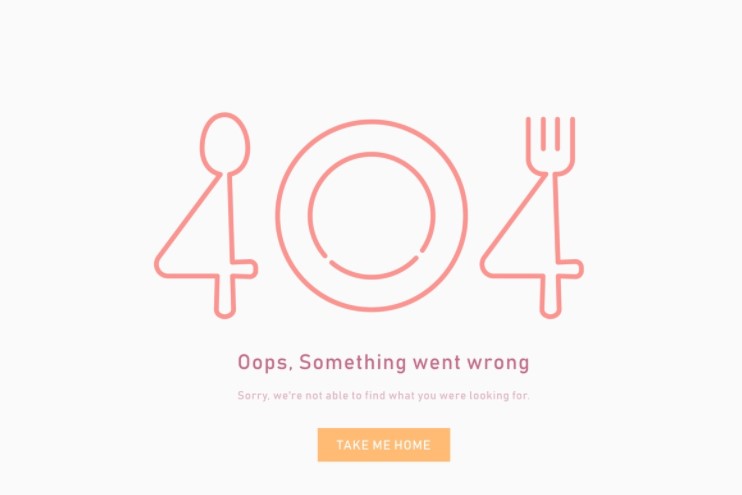 404
Oops, Something went wrong
Sorry, we're not able to find what you were looking for.
TAKE ME HOME